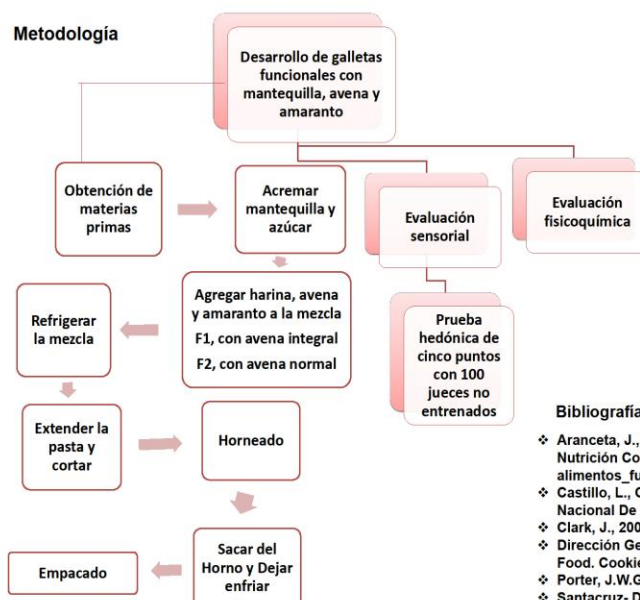 Metodología
Desarrollo de galletas
funcionales con
mantequilla, avena y
amaranto
Obtención de
materias
primas
Acremar
mantequilla y
azúcar
Evaluación
sensorial
Evaluación
fisicoquímica
Agregar harina, avena
y amaranto a la mezcla
F1, con avena integral
F2, con avena normal
Refrigerar
la mezcla
Prueba
hedónica de
cinco puntos
con 100
jueces no
entrenados
Extender la
pasta y
cortar
Horneado
Sacar del
Horno y Dejar
enfriar
Empacado
Bibliografía
❖ Aranceta, J.,
Nutrición Co
alimentos_fu
❖ Castillo, L.,
Nacional De
❖ Clark, J., 200
❖ Dirección Ge
Food. Cookie
❖ Porter, J.W.G
❖ Santacruz- D